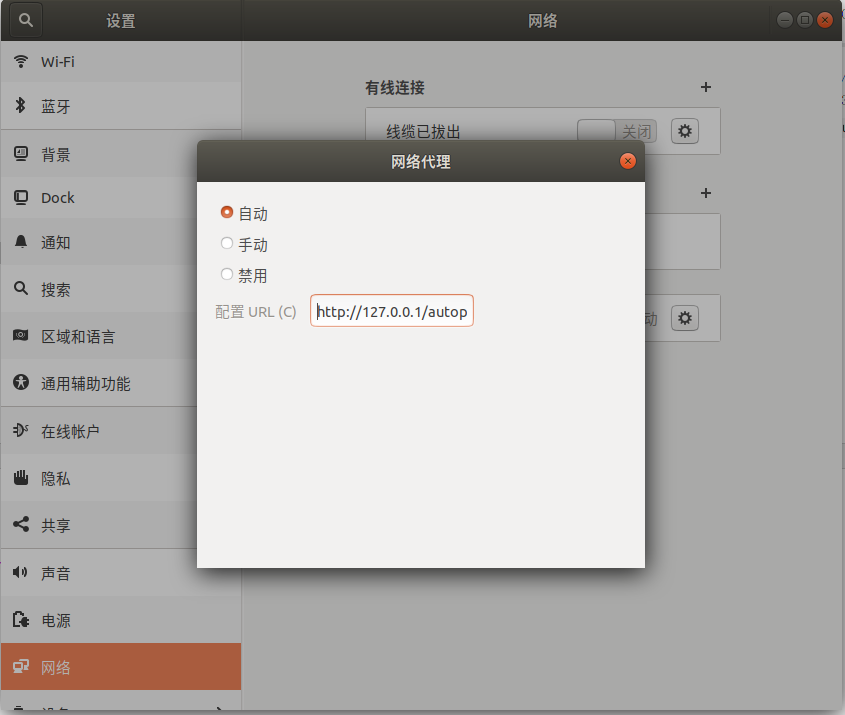 设置
网络
Wi-Fi
蓝牙
背景
Dock
通知
搜索
区域和语言
通用辅助功能
在线帐户
隐私
共享
声音
电源
网络
有线连接
+
线缆已拔出
关闭
+
动
网络代理
自动
手动
禁用
配置 URL (C)
http://127.0.0.1/autop